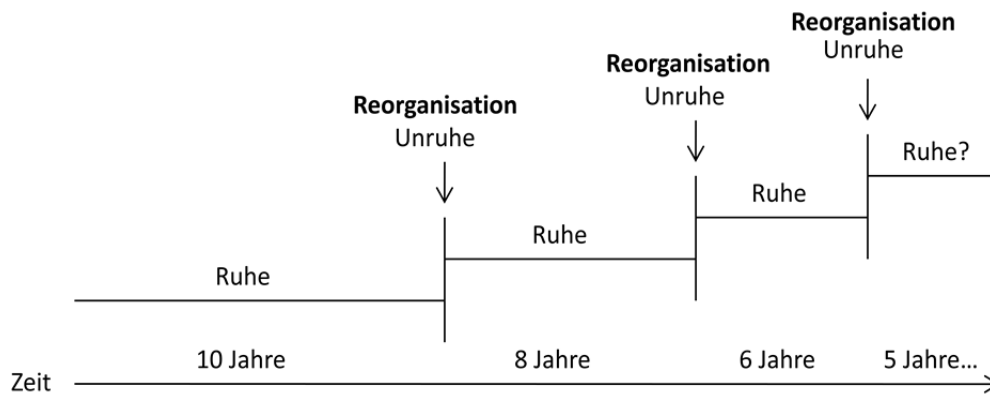 Reorganisation
Unruhe
Reorganisation
Unruhe
Reorganisation
Unruhe
Ruhe?
Ruhe
Ruhe
Ruhe
10 Jahre
8 Jahre
6 Jahre
5 Jahre...
Zeit